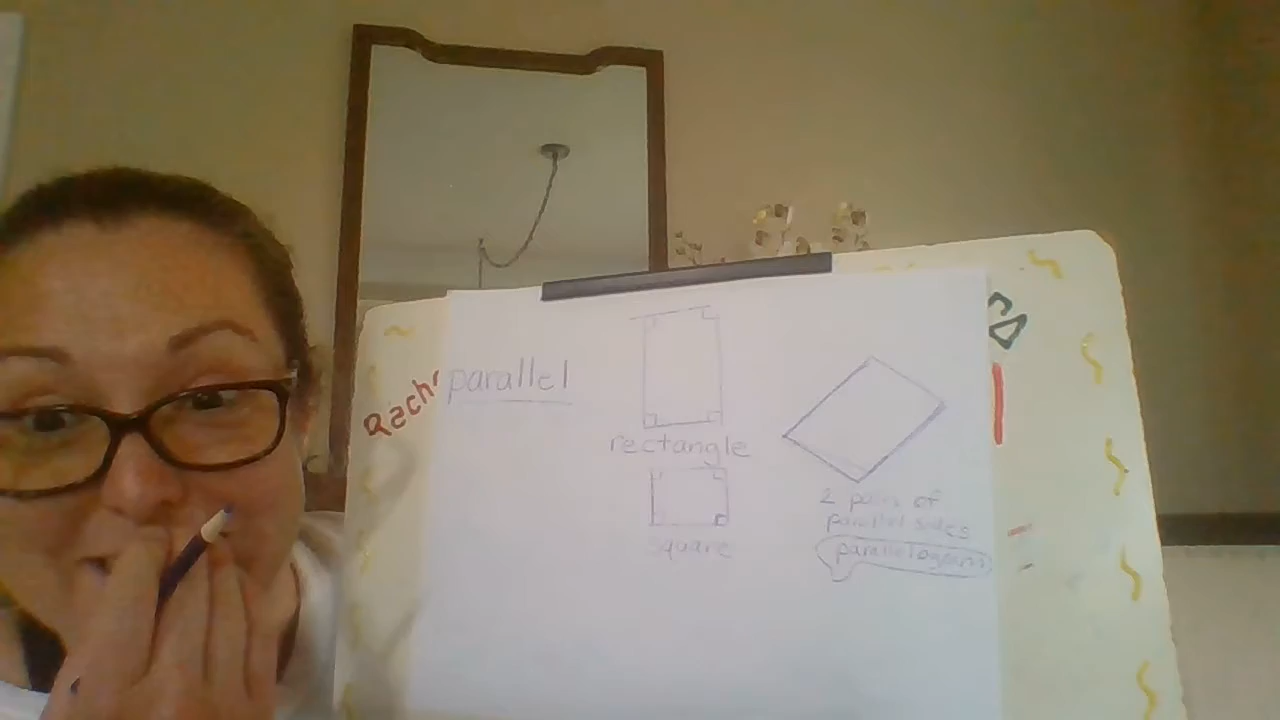 parallel
rectangle
square
2 pairs of
parallel sides
parallelogram